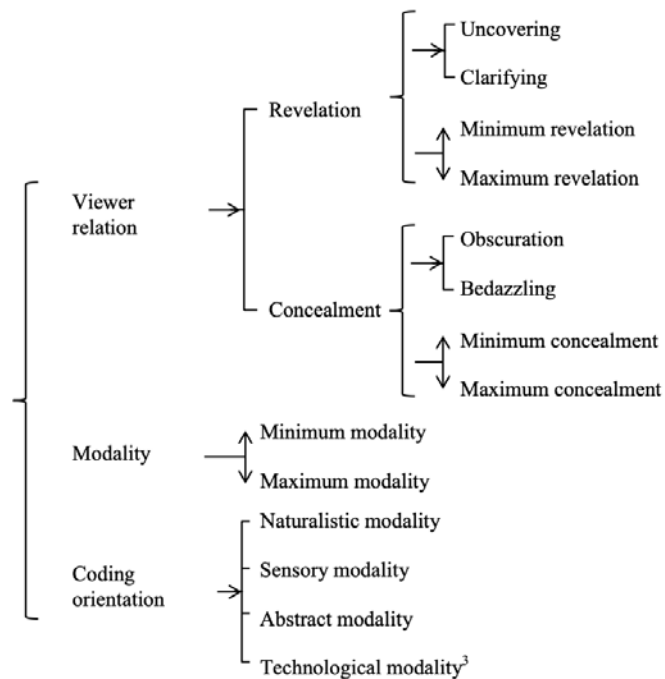 Uncovering
Clarifying
Revelation
Minimum revelation
Maximum revelation
Viewer
relation
Obscuration
Bedazzling
Concealment
Minimum concealment
Maximum concealment
Minimum modality
Modality
Maximum modality
Naturalistic modality
Sensory modality
Coding
orientation
Abstract modality
Technological modality³